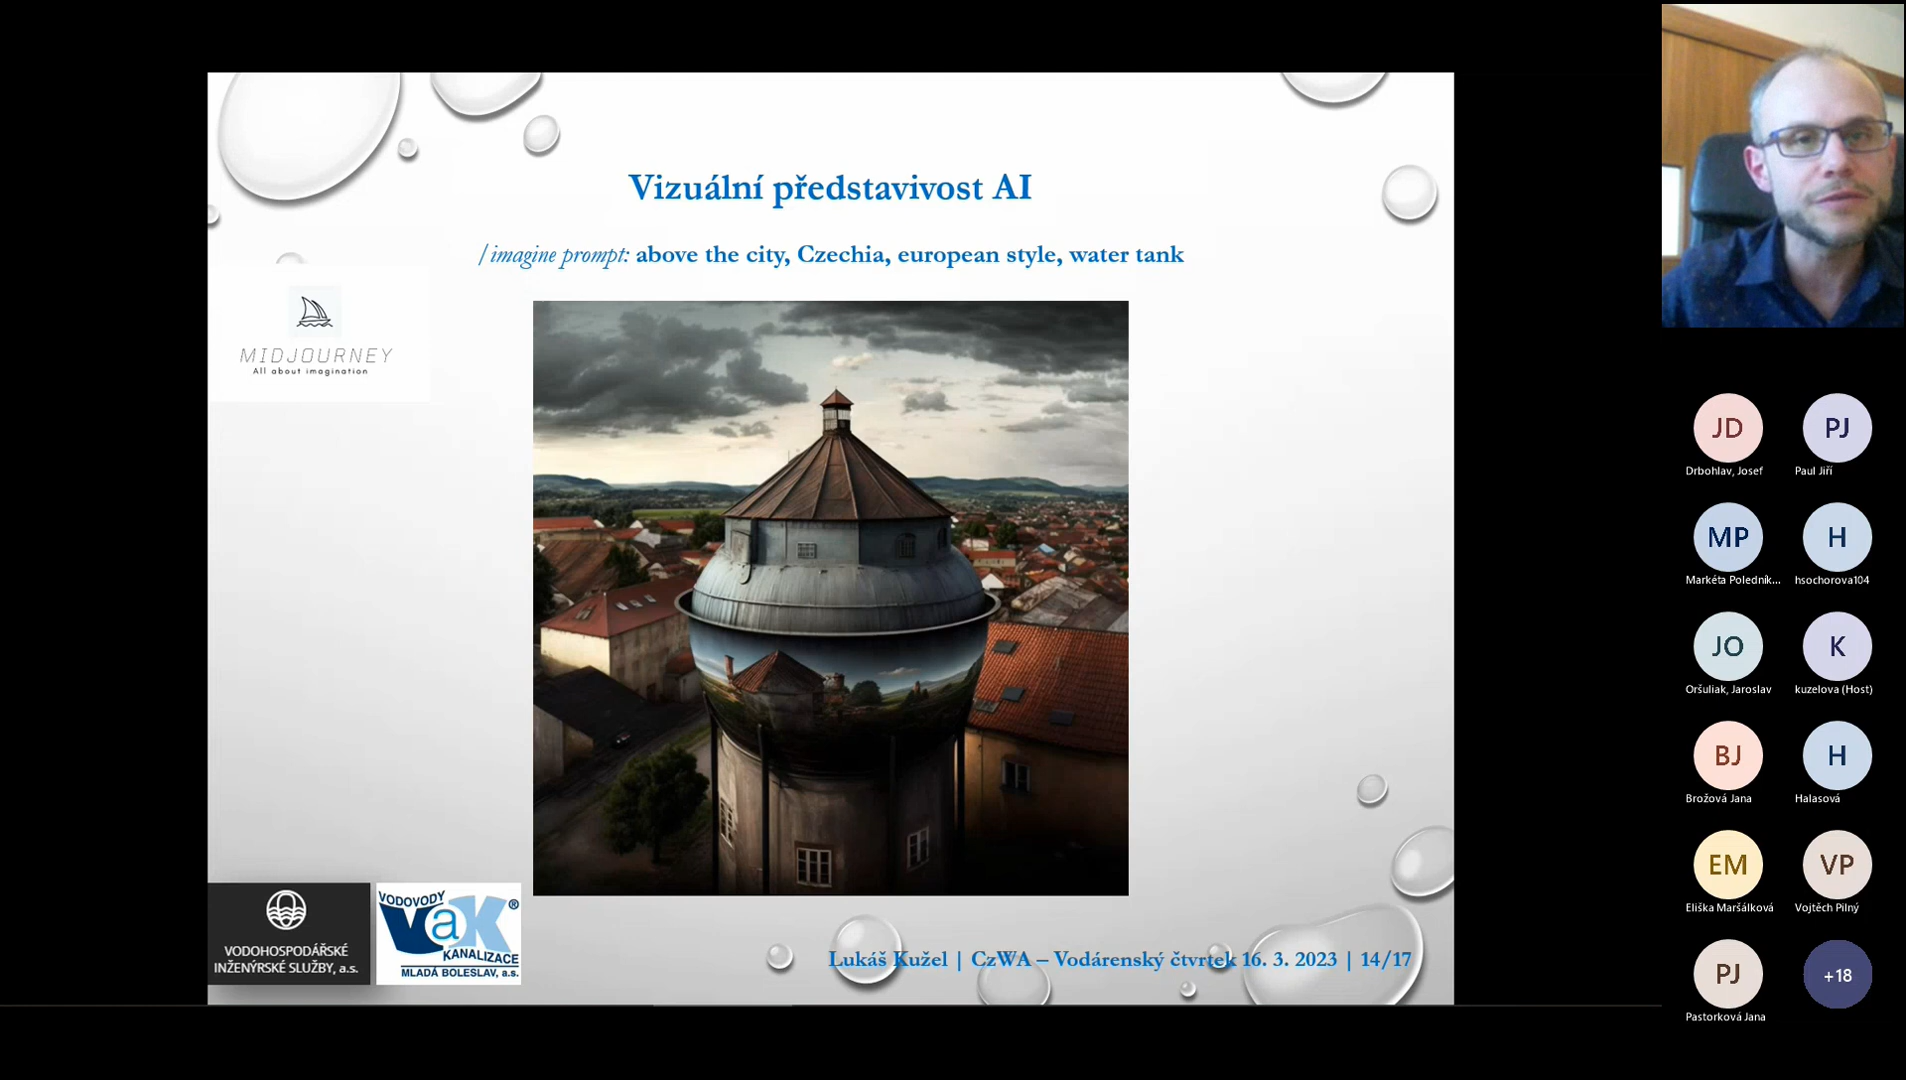 Vizuální představivost AI
/imagine prompt: above the city, Czechia, european style, water tank
MIDJOURNEY
All about imagination
VODOHOSPODÁŘSKÉ
INŽENÝRSKÉ SLUŽBY, a.s.
VODOVODY
VaK®
KANALIZACE
MLADÁ BOLESLAV, a.s.
Lukáš Kužel | CzWA – Vodárenský čtvrtek 16. 3. 2023 | 14/17
JD
PJ
Drbohlav, Josef
Paul Jiří
MP
H
Markéta Poledník...
hsochorova104
JO
K
Oršuliak, Jaroslav
kuzelova (Host)
BJ
H
Brožová Jana
Halasová
EM
VP
Eliška Maršálková
Vojtěch Pilný
PJ
+18
Pastorková Jana